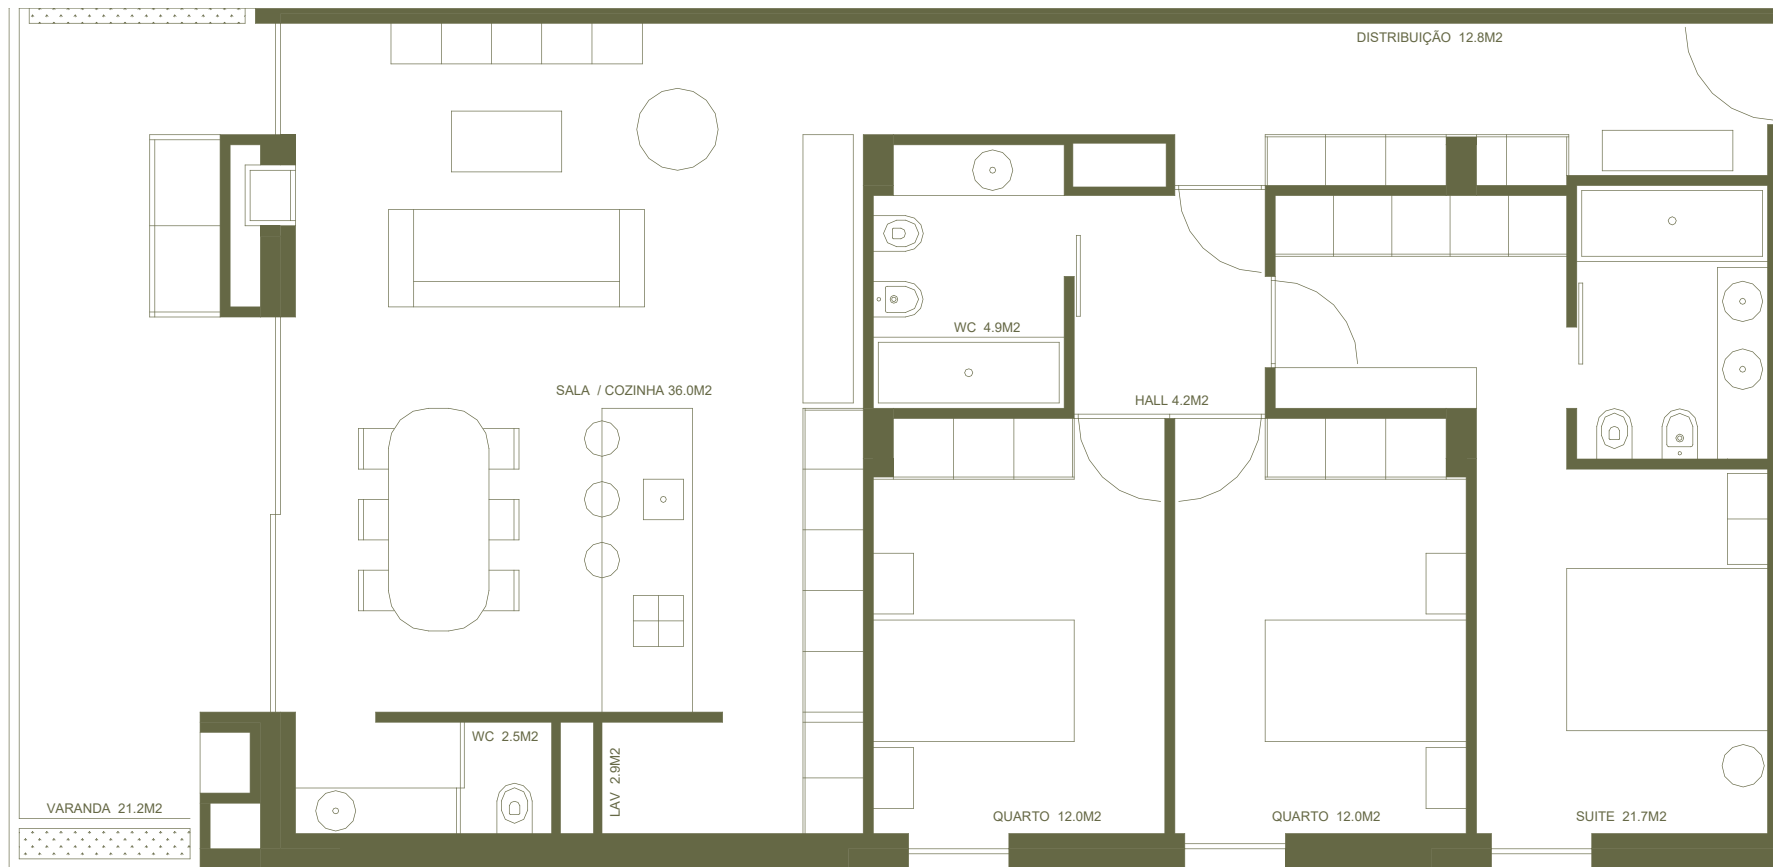 DISTRIBUIÇÃO 12.8M2
WC 4.9M2
SALA / COZINHA 36.0M2
HALL 4.2M2
WC 2.5M2
LAV 2.9M2
VARANDA 21.2M2
QUARTO 12.0M2
QUARTO 12.0M2
SUITE 21.7M2